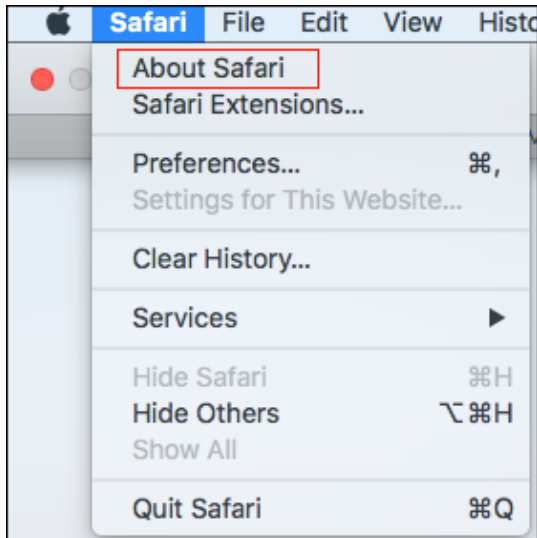 Safari File Edit View
About Safari
Safari Extensions...
Preferences... ⌘,
Settings for This Website...
Clear History...
Services ▶
Hide Safari ⌘H
Hide Others ⌥⌘H
Show All
Quit Safari ⌘Q